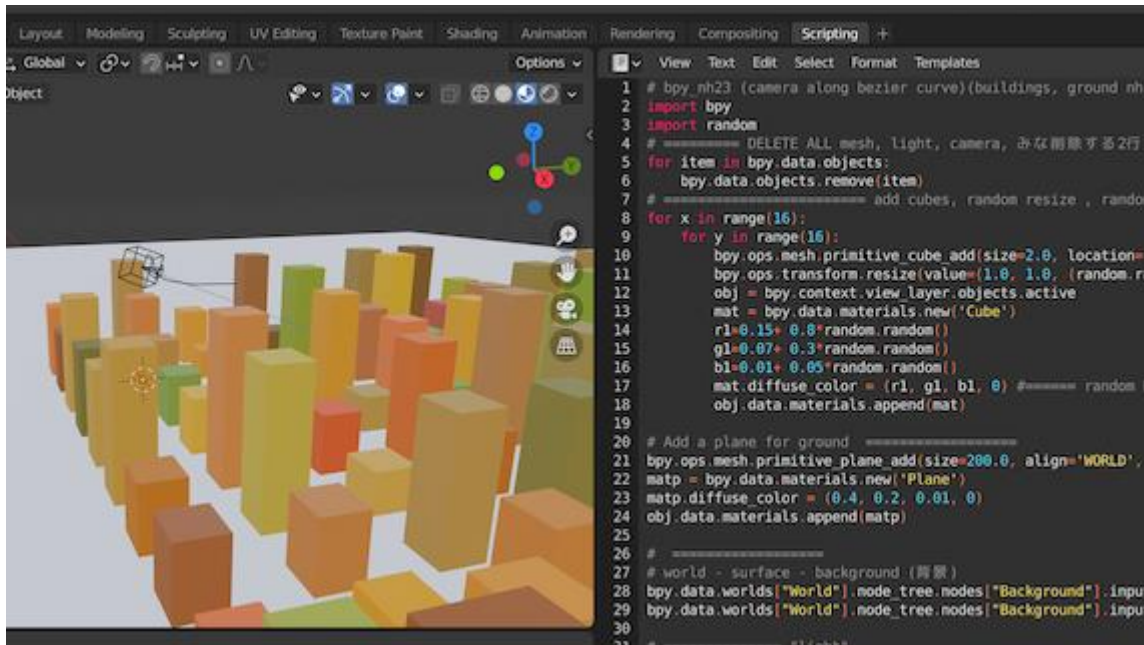 Layout Modeling Sculpting UV Editing Texture Paint Shading Animation Rendering Compositing Scripting +
Global
Options
Object
View Text Edit Select Format Templates
Z
Y
X
1 # bpy_nh23 (camera along bezier curve)(buildings, ground nh
2 import bpy
3 import random
4 # ========= DELETE ALL mesh, light, camera, みな削除する2行
5 for item in bpy.data.objects:
6 bpy.data.objects.remove(item)
7 # ======================= add cubes, random resize , rando
8 for x in range(16):
9 for y in range(16):
10 bpy.ops.mesh.primitive_cube_add(size=2.0, location=
11 bpy.ops.transform.resize(value=(1.0, 1.0, (random.r
12 obj = bpy.context.view_layer.objects.active
13 mat = bpy.data.materials.new('Cube')
14 r1=0.15+ 0.8*random.random()
15 g1=0.07+ 0.3*random.random()
16 b1=0.01+ 0.05*random.random()
17 mat.diffuse_color = (r1, g1, b1, 0) #====== random
18 obj.data.materials.append(mat)
19
20 # Add a plane for ground ==================
21 bpy.ops.mesh.primitive_plane_add(size=200.0, align='WORLD'.
22 matp = bpy.data.materials.new('Plane')
23 matp.diffuse_color = (0.4, 0.2, 0.01, 0)
24 obj.data.materials.append(matp)
25
26 # ==================
27 # world - surface - background (背景)
28 bpy.data.worlds["World"].node_tree.nodes["Background"].inpu
29 bpy.data.worlds["World"].node_tree.nodes["Background"].inpu
30